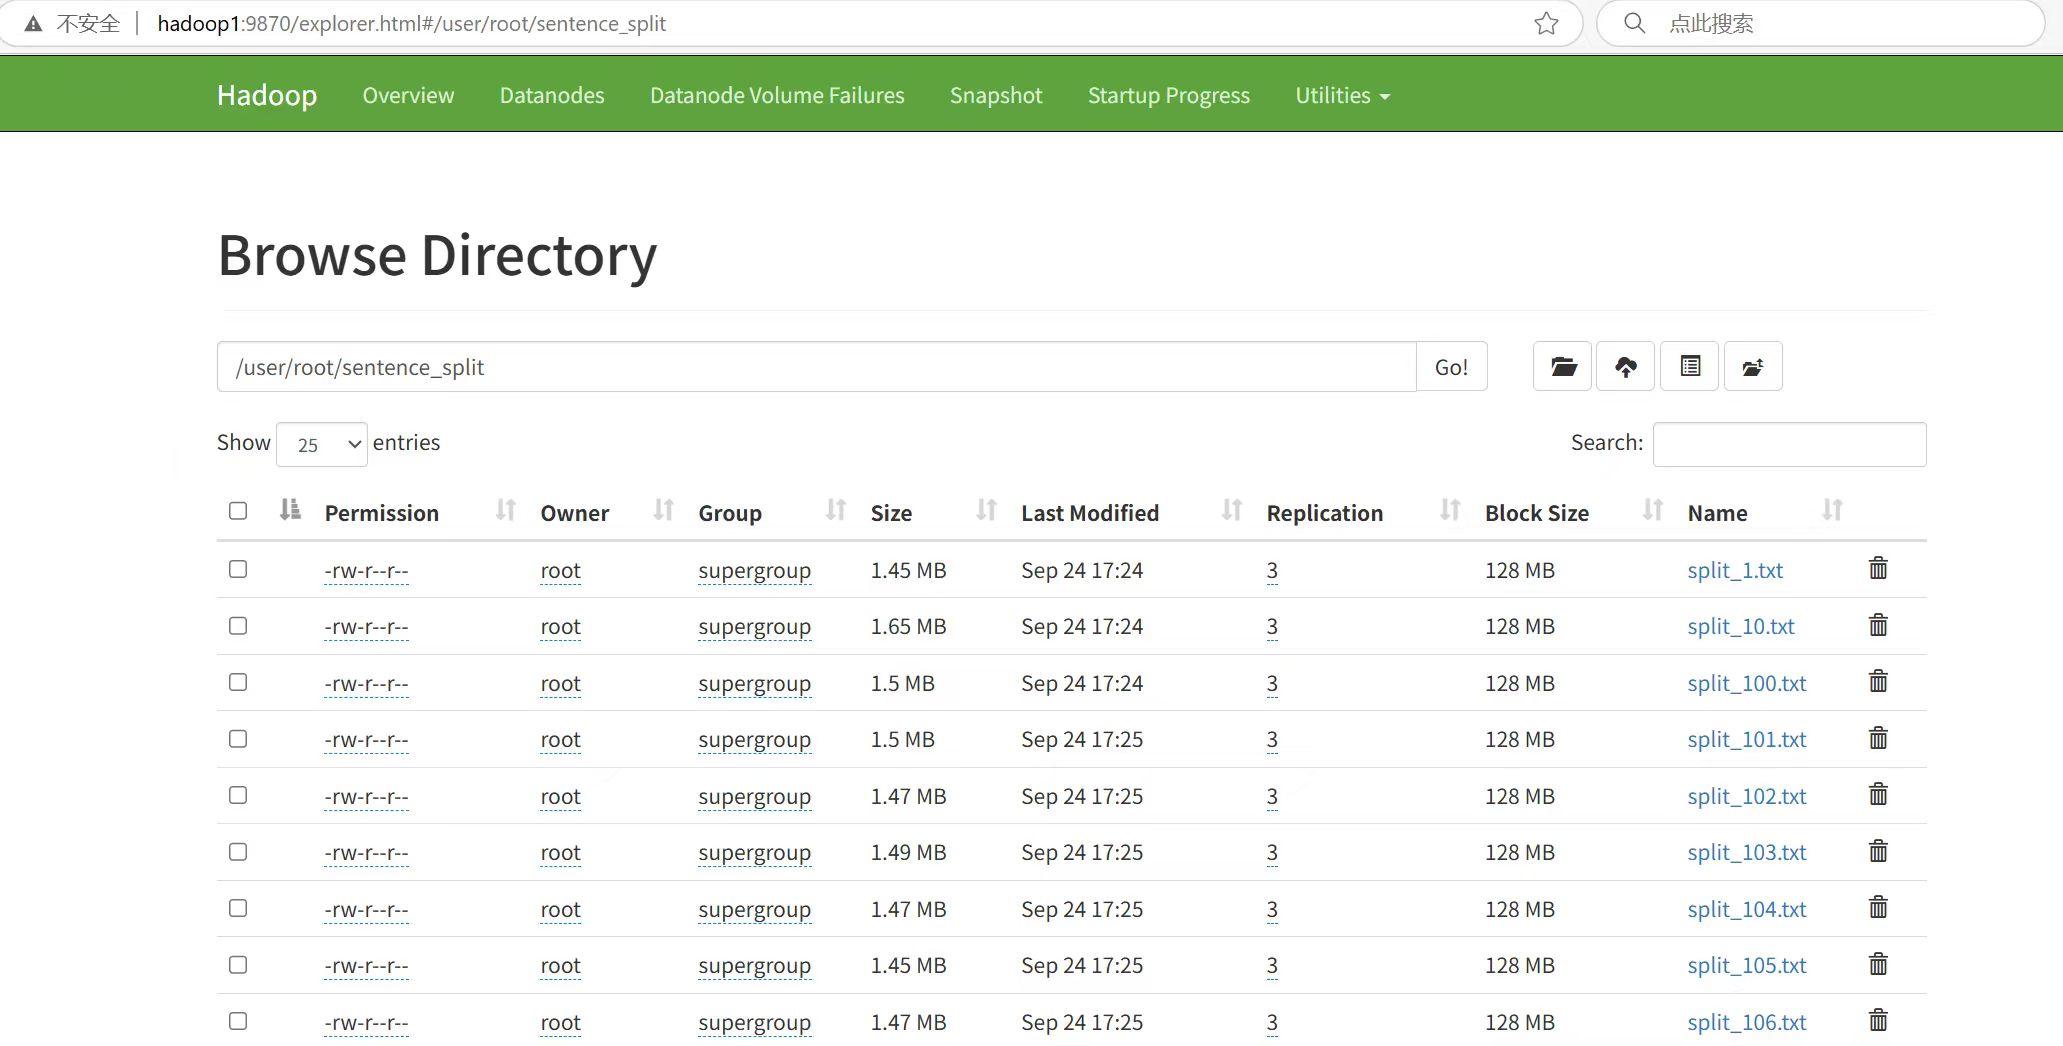 不安全 hadoop1:9870/explorer.html#/user/root/sentence_split 点此搜索
Hadoop Overview Datanodes Datanode Volume Failures Snapshot Startup Progress Utilities
Browse Directory
/user/root/sentence_split Go!
Show 25 entries Search:
Permission Owner Group Size Last Modified Replication Block Size Name
-rw-r--r-- root supergroup 1.45 MB Sep 24 17:24 3 128 MB split_1.txt
-rw-r--r-- root supergroup 1.65 MB Sep 24 17:24 3 128 MB split_10.txt
-rw-r--r-- root supergroup 1.5 MB Sep 24 17:24 3 128 MB split_100.txt
-rw-r--r-- root supergroup 1.5 MB Sep 24 17:25 3 128 MB split_101.txt
-rw-r--r-- root supergroup 1.47 MB Sep 24 17:25 3 128 MB split_102.txt
-rw-r--r-- root supergroup 1.49 MB Sep 24 17:25 3 128 MB split_103.txt
-rw-r--r-- root supergroup 1.47 MB Sep 24 17:25 3 128 MB split_104.txt
-rw-r--r-- root supergroup 1.45 MB Sep 24 17:25 3 128 MB split_105.txt
-rw-r--r-- root supergroup 1.47 MB Sep 24 17:25 3 128 MB split_106.txt